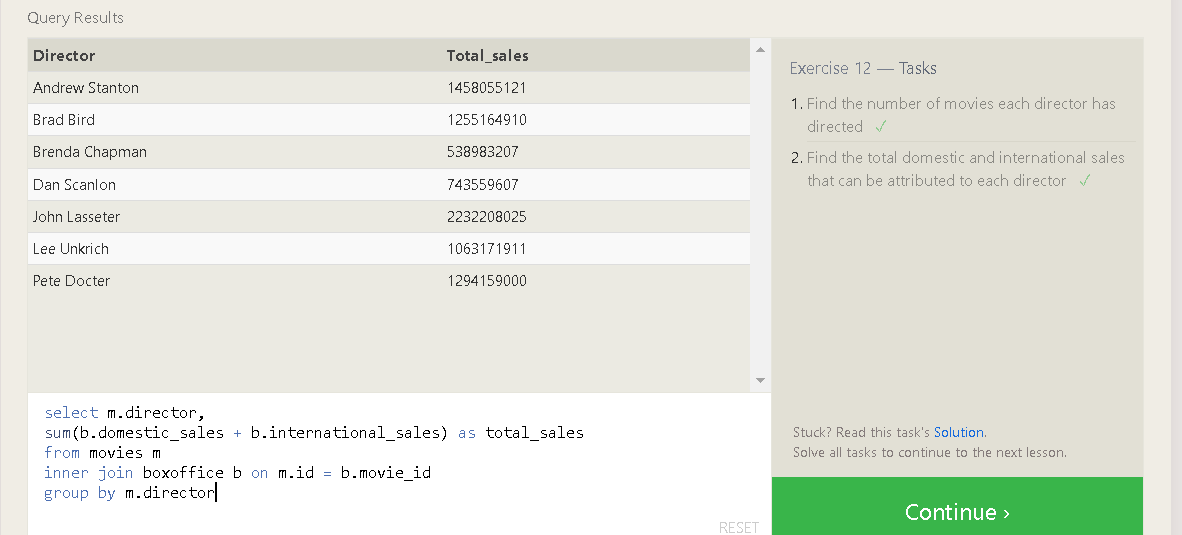 Query Results
Director Total_sales
Andrew Stanton 1458055121
Brad Bird 1255164910
Brenda Chapman 538983207
Dan Scanlon 743559607
John Lasseter 2232208025
Lee Unkrich 1063171911
Pete Docter 1294159000
select m.director,
sum(b.domestic_sales + b.international_sales) as total_sales
from movies m
inner join boxoffice b on m.id = b.movie_id
group by m.director
RESET
Exercise 12 — Tasks
1. Find the number of movies each director has
directed ✓
2. Find the total domestic and international sales
that can be attributed to each director ✓
Stuck? Read this task's Solution.
Solve all tasks to continue to the next lesson.
Continue ›